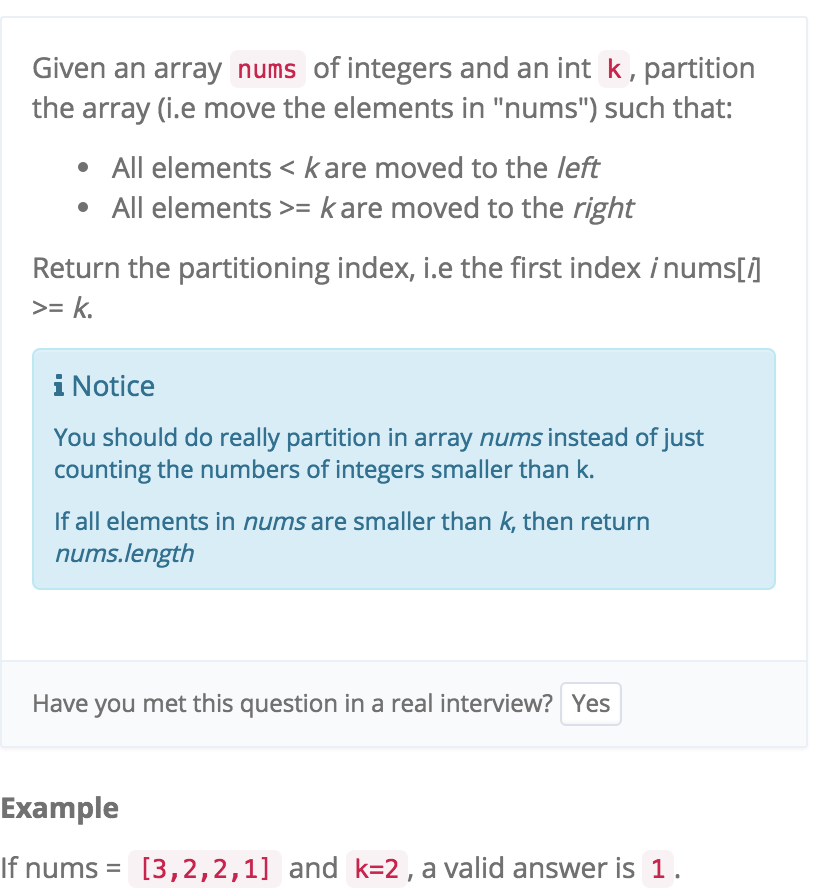 Given an array nums of integers and an int k, partition
the array (i.e move the elements in "nums") such that:
• All elements < k are moved to the left
• All elements >= k are moved to the right
Return the partitioning index, i.e the first index i nums[i]
>= k.
i Notice
You should do really partition in array nums instead of just
counting the numbers of integers smaller than k.
If all elements in nums are smaller than k, then return
nums.length
Have you met this question in a real interview? Yes
Example
If nums = [3,2,2,1] and k=2, a valid answer is 1.